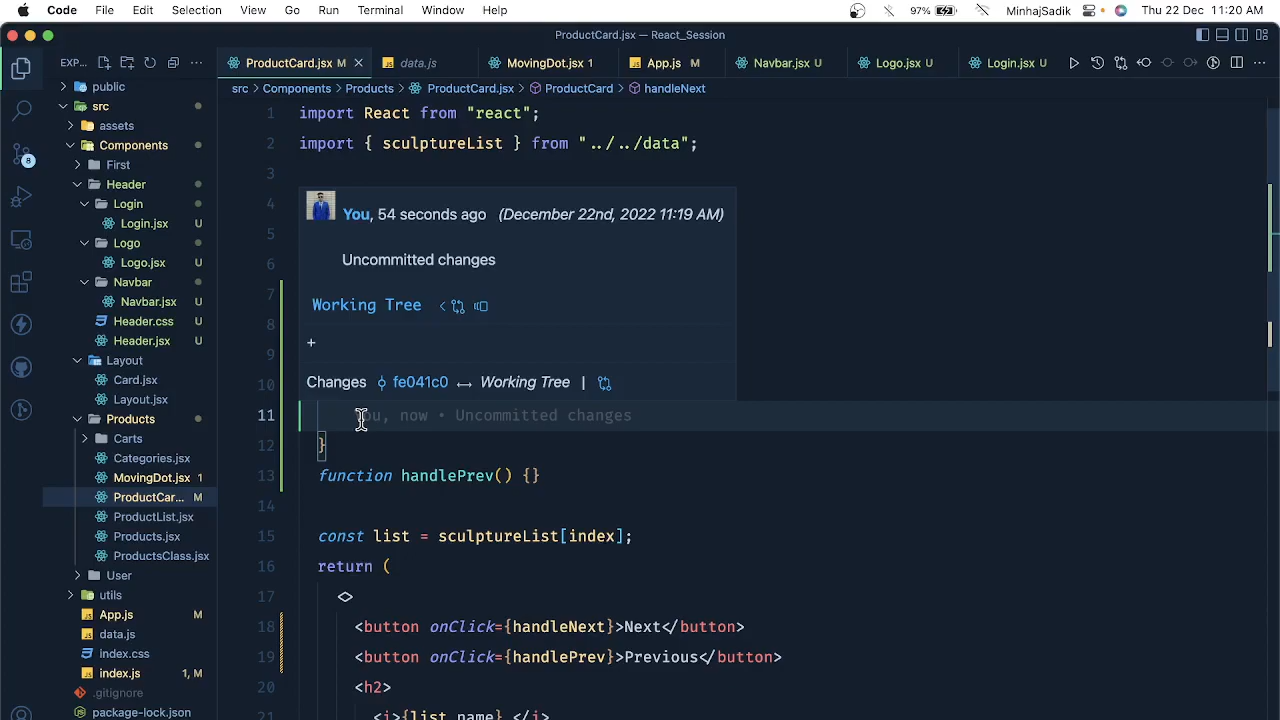 Code File Edit Selection View Go Run Terminal Window Help 97% MinhajSadik Thu 22 Dec 11:20 AM
ProductCard.jsx — React_Session
EXP... ProductCard.jsx M data.js MovingDot.jsx 1 App.js M Navbar.jsx U Logo.jsx U Login.jsx U
public
src
assets
Components
First
Header
Login
Login.jsx U
Logo
Logo.jsx U
Navbar
Navbar.jsx U
Header.css U
Header.jsx U
Layout
Card.jsx
Layout.jsx
Products
Carts
Categories.jsx
MovingDot.jsx 1
ProductCar... M
ProductList.jsx
Products.jsx
ProductsClass.jsx
User
utils
App.js M
data.js
index.css
index.js 1, M
.gitignore
package-lock.json
8
src > Components > Products > ProductCard.jsx > ProductCard > handleNext
1 import React from "react";
2 import { sculptureList } from "../../data";
3
4
5
6
7
8
9
10
You, 54 seconds ago (December 22nd, 2022 11:19 AM)
Uncommitted changes
Working Tree
+
Changes fe041c0 ↔ Working Tree |
11 You, now • Uncommitted changes
12 }
13 function handlePrev() {}
14
15 const list = sculptureList[index];
16 return (
17 <>
18 <button onClick={handleNext}>Next</button>
19 <button onClick={handlePrev}>Previous</button>
20 <h2>
21 <i>{list.name} </i>